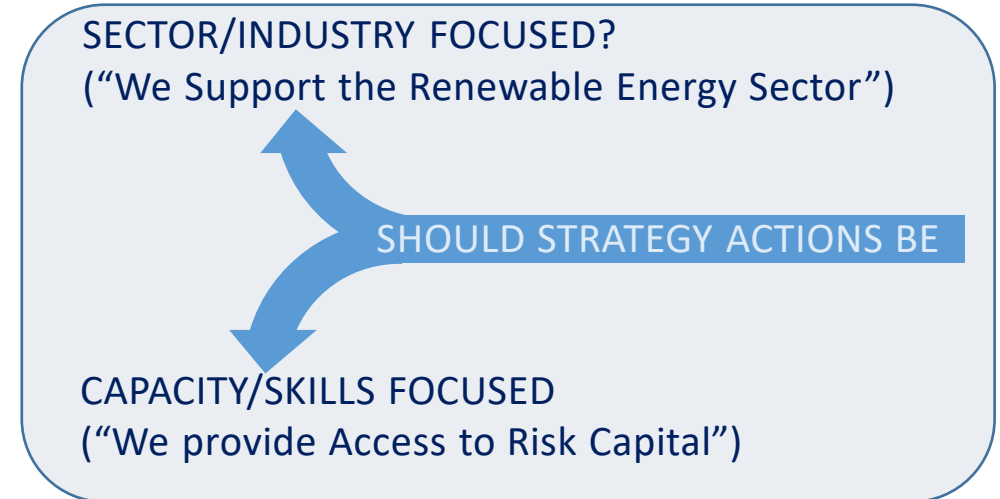 SECTOR/INDUSTRY FOCUSED?
(“We Support the Renewable Energy Sector”)
SHOULD STRATEGY ACTIONS BE
CAPACITY/SKILLS FOCUSED
(“We provide Access to Risk Capital”)